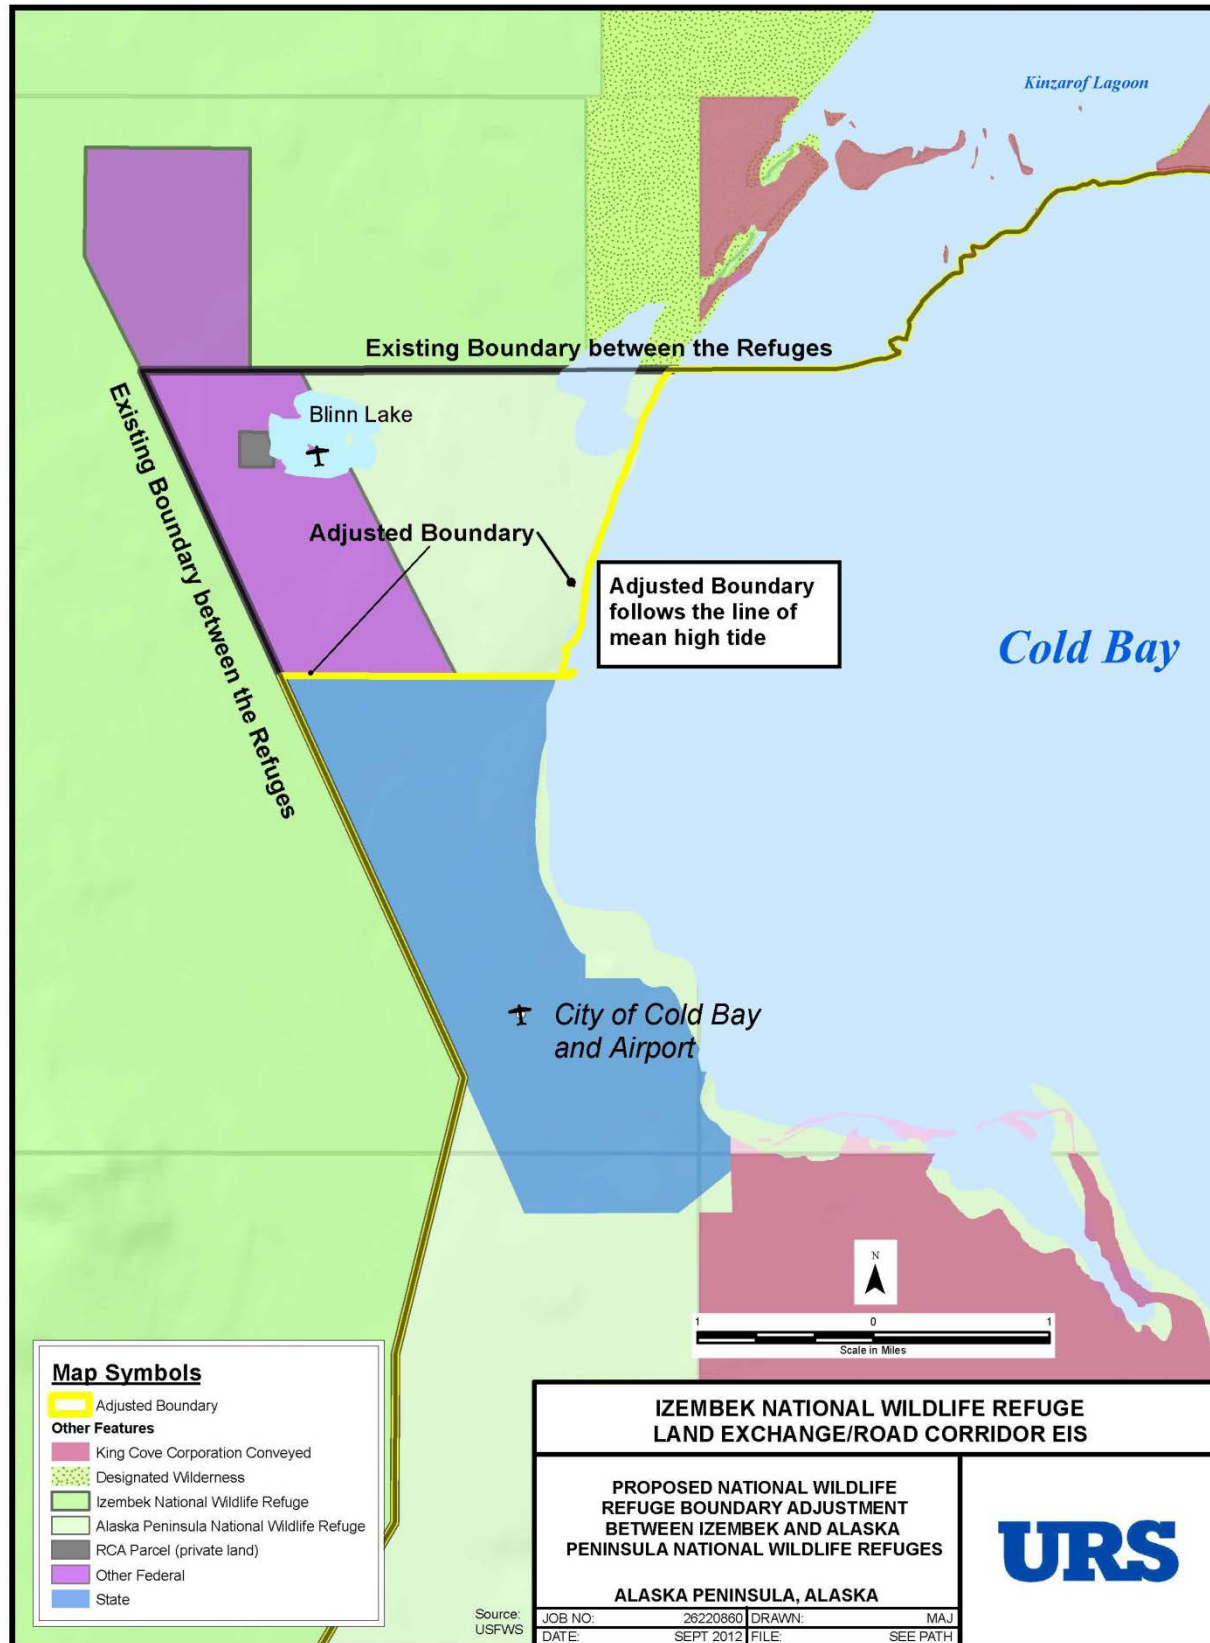 Kinzarof Lagoon
Existing Boundary between the Refuges
Blinn Lake
Existing Boundary between the Refuges
Adjusted Boundary
Adjusted Boundary
follows the line of
mean high tide
Cold Bay
City of Cold Bay
and Airport
N
1 0 1
Scale in Miles
Map Symbols
Adjusted Boundary
Other Features
King Cove Corporation Conveyed
Designated Wilderness
Izembek National Wildlife Refuge
Alaska Peninsula National Wildlife Refuge
RCA Parcel (private land)
Other Federal
State
Source:
USFWS
IZEMBEK NATIONAL WILDLIFE REFUGE
LAND EXCHANGE/ROAD CORRIDOR EIS
PROPOSED NATIONAL WILDLIFE
REFUGE BOUNDARY ADJUSTMENT
BETWEEN IZEMBEK AND ALASKA
PENINSULA NATIONAL WILDLIFE REFUGES
ALASKA PENINSULA, ALASKA
JOB NO: 26220860 DRAWN: MAJ
DATE: SEPT 2012 FILE: SEE PATH
URS